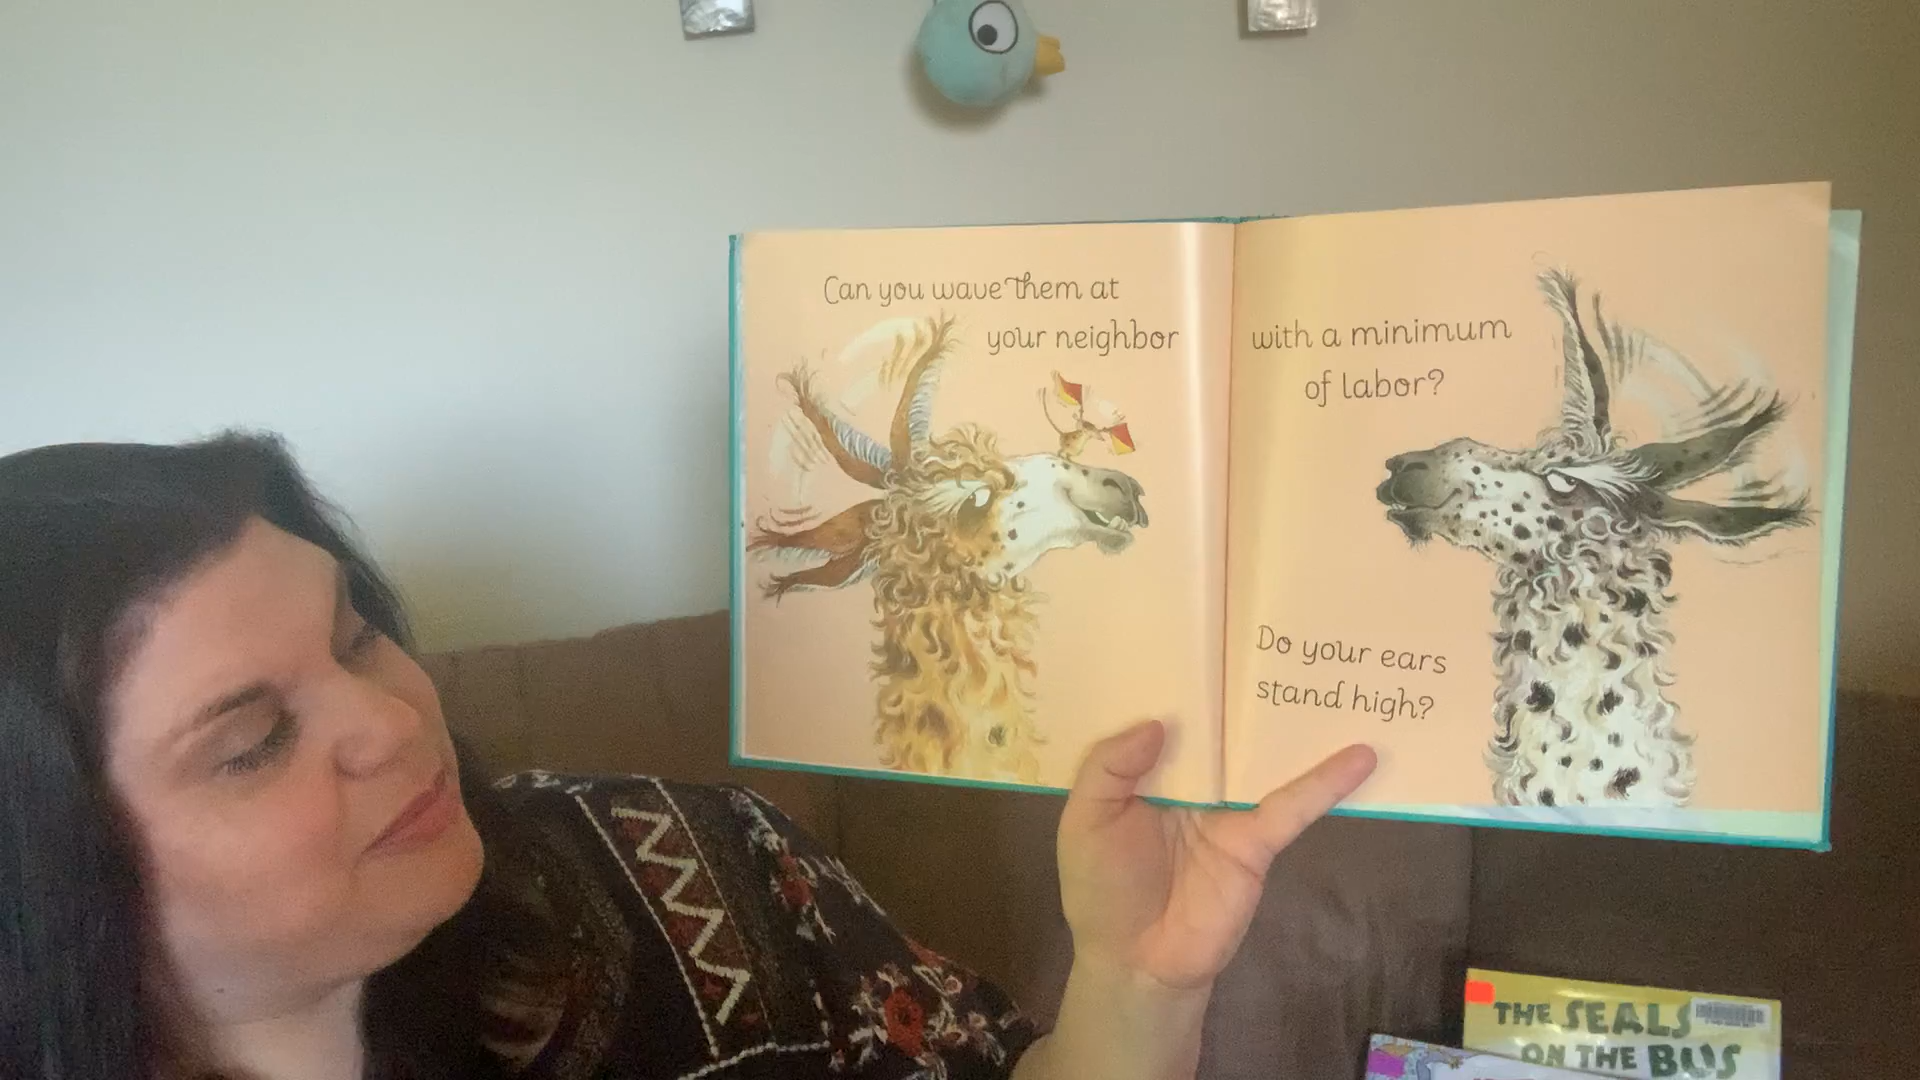 Can you wave them at
your neighbor
with a minimum
of labor?
Do your ears
stand high?
THE SEALS
ON THE BUS